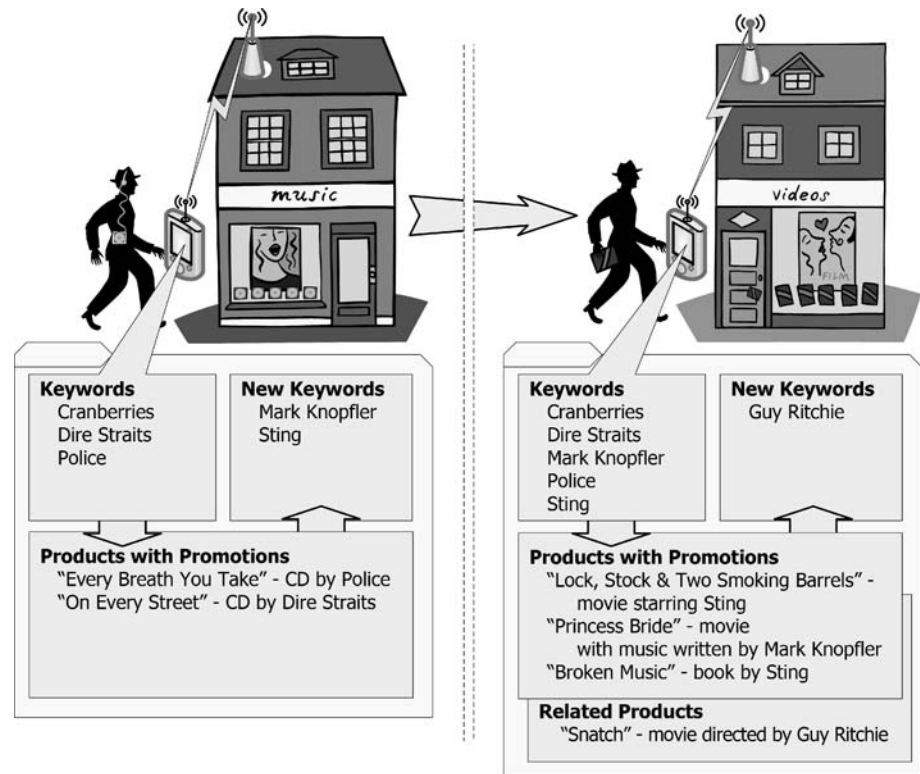 music
Keywords
Cranberries
Dire Straits
Police
New Keywords
Mark Knopfler
Sting
Products with Promotions
“Every Breath You Take” - CD by Police
“On Every Street” - CD by Dire Straits
videos
FILM
Keywords
Cranberries
Dire Straits
Mark Knopfler
Police
Sting
New Keywords
Guy Ritchie
Products with Promotions
“Lock, Stock & Two Smoking Barrels” -
movie starring Sting
“Princess Bride” - movie
with music written by Mark Knopfler
“Broken Music” - book by Sting
Related Products
“Snatch” - movie directed by Guy Ritchie